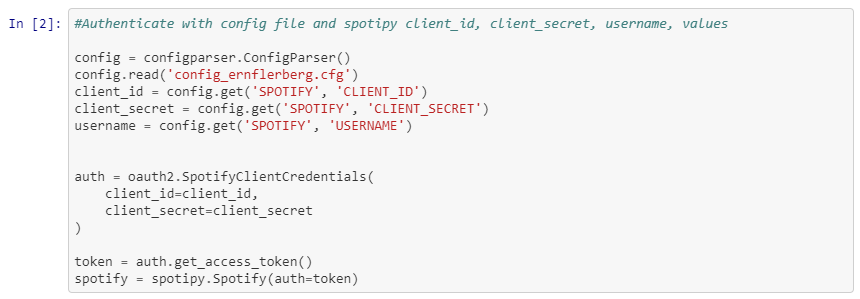 In [2]: #Authenticate with config file and spotipy client_id, client_secret, username, values
config = configparser.ConfigParser()
config.read('config_ernflerberg.cfg')
client_id = config.get('SPOTIFY', 'CLIENT_ID')
client_secret = config.get('SPOTIFY', 'CLIENT_SECRET')
username = config.get('SPOTIFY', 'USERNAME')
auth = oauth2.SpotifyClientCredentials(
    client_id=client_id,
    client_secret=client_secret
)
token = auth.get_access_token()
spotify = spotipy.Spotify(auth=token)